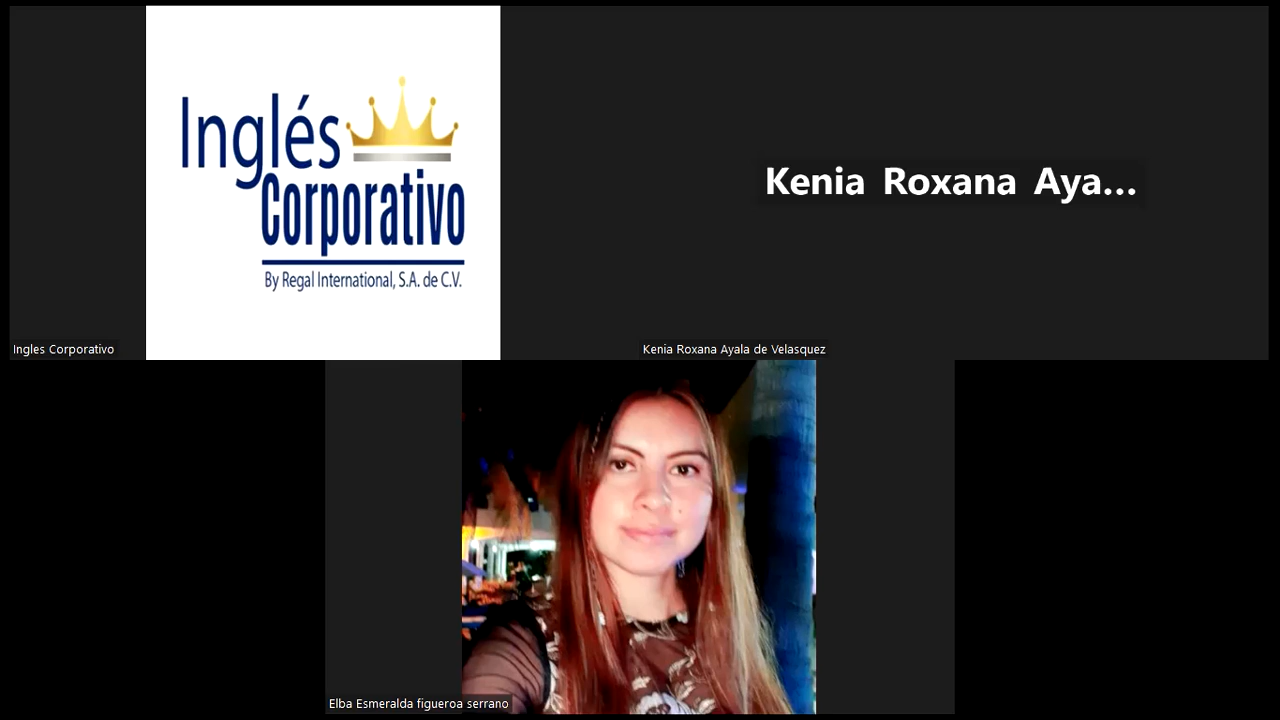 Inglés
Corporativo
By Regal International, S.A. de C.V.
Kenia Roxana Aya...
Ingles Corporativo
Kenia Roxana Ayala de Velasquez
Elba Esmeralda figueroa serrano